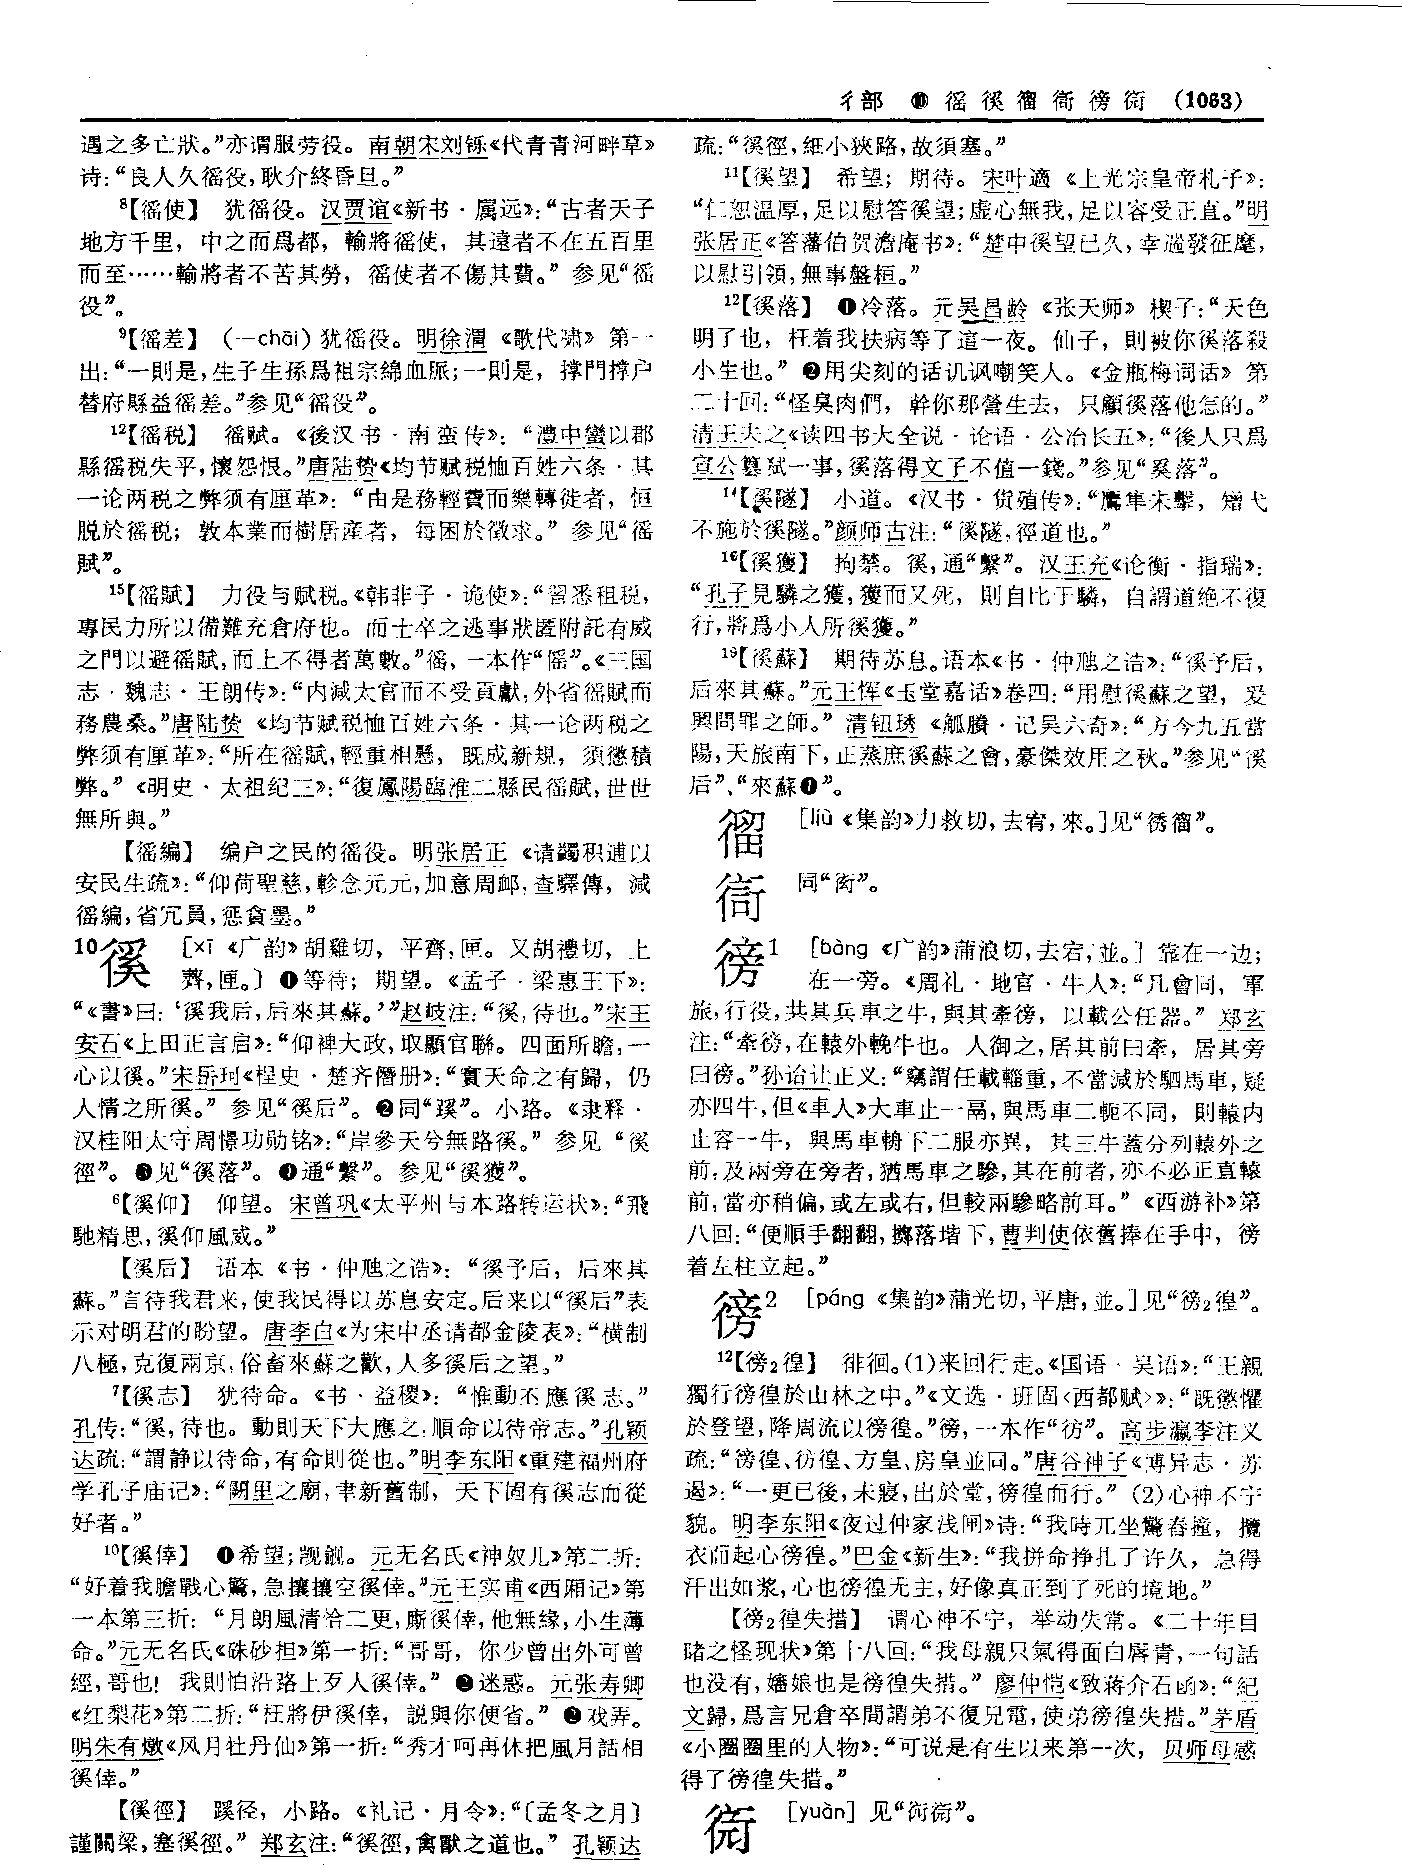 彳部 ❿ 徭徯㣎衙徬衏 (1063)
遇之多亡狀。”亦谓服劳役。南朝宋刘铄《代青青河畔草》
诗:“良人久徭役,耿介終昏旦。”
⁸【徭使】 犹徭役。汉贾谊《新书·属远》:“古者天子
地方千里,中之而爲都,輸將徭使,其遠者不在五百里
而至……輸將者不苦其勞,徭使者不傷其費。”参见“徭
役”。
⁹【徭差】 (—chāi)犹徭役。明徐渭《歌代啸》第一
出:“一則是,生子生孫爲祖宗綿血脈;一則是,撑門撑户
替府縣益徭差。”参见“徭役”。
¹²【徭税】 徭赋。《後汉书·南蛮传》:“澧中蠻以郡
縣徭税失平,懷怨恨。”唐陆贽《均节赋税恤百姓六条·其
一论两税之弊须有厘革》:“由是務輕費而樂轉徙者,恒
脱於徭税;敦本業而樹居産者,每困於徵求。”参见“徭
賦”。
¹⁵【徭賦】 力役与赋税。《韩非子·诡使》:“習悉租税,
專民力所以備難充倉府也。而士卒之逃事狀匿附託有威
之門以避徭賦,而上不得者萬數。”徭,一本作“傜”。《三国
志·魏志·王朗传》:“内減太官而不受貢獻,外省徭賦而
務農桑。”唐陆贽《均节赋税恤百姓六条·其一论两税之
弊须有厘革》:“所在徭賦,輕重相懸,既成新規,須懲積
弊。”《明史·太祖纪三》:“復鳳陽臨淮二縣民徭賦,世世
無所與。”
【徭編】 编户之民的徭役。明张居正《请蠲积逋以
安民生疏》:“仰荷聖慈,軫念元元,加意周卹,查驛傳,減
徭編,省冗員,惩貪墨。”
10徯 [xī《广韵》胡雞切,平齊,匣。又胡禮切,上
薺,匣。]❶等待;期望。《孟子·梁惠王下》:
“《書》曰:‘徯我后,后來其蘇。’”赵岐注:“徯,待也。”宋王
安石《上田正言启》:“仰裨大政,取顯官聯。四面所瞻,一
心以徯。”宋岳珂《桯史·楚齐僭册》:“實天命之有歸,仍
人情之所徯。”参见“徯后”。❷同“蹊”。小路。《隶释·
汉桂阳太守周憬功勋铭》:“岸參天兮無路徯。”参见“徯
徑”。❸见“徯落”。❹通“繫”。参见“徯獲”。
⁶【徯仰】 仰望。宋曾巩《太平州与本路转运状》:“飛
馳精思,徯仰風威。”
【徯后】 语本《书·仲虺之诰》:“徯予后,后來其
蘇。”言待我君来,使我民得以苏息安定。后来以“徯后”表
示对明君的盼望。唐李白《为宋中丞请都金陵表》:“横制
八極,克復兩京,俗畜來蘇之歡,人多徯后之望。”
⁷【徯志】 犹待命。《书·益稷》:“惟動丕應徯志。”
孔传:“徯,待也。動則天下大應之,順命以待帝志。”孔颖
达疏:“謂静以待命,有命則從也。”明李东阳《重建福州府
学孔子庙记》:“闕里之廟,聿新舊制,天下固有徯志而從
好者。”
¹⁰【徯倖】 ❶希望;觊觎。元无名氏《神奴儿》第二折:
“好着我膽戰心驚,急攘攘空徯倖。”元王实甫《西厢记》第
一本第三折:“月朗風清恰二更,厮徯倖,他無緣,小生薄
命。”元无名氏《硃砂担》第一折:“哥哥,你少曾出外可曾
經,哥也!我則怕沿路上歹人徯倖。”❷迷惑。元张寿卿
《红梨花》第二折:“枉將伊徯倖,説與你便省。”❸戏弄。
明朱有燉《风月牡丹仙》第一折:“秀才呵再休把風月話相
徯倖。”
【徯徑】 蹊径,小路。《礼记·月令》:“〔孟冬之月〕
謹關梁,塞徯徑。”郑玄注:“徯徑,禽獸之道也。”孔颖达
疏:“徯徑,細小狹路,故須塞。”
¹¹【徯望】 希望;期待。宋叶適《上光宗皇帝札子》:
“仁恕温厚,足以慰答徯望;虚心無我,足以容受正直。”明
张居正《答藩伯贺澹庵书》:“楚中徯望已久,幸遄發征麾,
以慰引領,無事盤桓。”
¹²【徯落】 ❶冷落。元吴昌龄《张天师》楔子:“天色
明了也,枉着我扶病等了這一夜。仙子,則被你徯落殺
小生也。”❷用尖刻的话讥讽嘲笑人。《金瓶梅词话》第
二十回:“怪臭肉們,幹你那營生去,只顧徯落他怎的。”
清王夫之《读四书大全说·论语·公冶长五》:“後人只爲
宣公篡弑一事,徯落得文子不值一錢。”参见“奚落”。
¹⁴【徯隧】 小道。《汉书·货殖传》:“鷹隼未擊,矰弋
不施於徯隧。”颜师古注:“徯隧,徑道也。”
¹⁶【徯獲】 拘禁。徯,通“繫”。汉王充《论衡·指瑞》:
“孔子見驎之獲,獲而又死,則自比于驎,自謂道絶不復
行,將爲小人所徯獲。”
¹⁹【徯蘇】 期待苏息。语本《书·仲虺之诰》:“徯予后,
后來其蘇。”元王恽《玉堂嘉话》卷四:“用慰徯蘇之望,爰
興問罪之師。”清钮琇《觚賸·记吴六奇》:“方今九五當
陽,天旅南下,正蒸庶徯蘇之會,豪傑效用之秋。”参见“徯
后”、“來蘇❶”。
㣎 [liù《集韵》力救切,去宥,來。]见“㣎”。
同“衒”。
徬1 [bàng《广韵》蒲浪切,去宕,並。]靠在一边;
在一旁。《周礼·地官·牛人》:“凡會同,軍
旅,行役,共其兵車之牛,與其牽徬,以載公任器。”郑玄
注:“牽徬,在轅外輓牛也。人御之,居其前曰牽,居其旁
曰徬。”孙诒让正义:“竊謂任載輜重,不當減於駟馬車,疑
亦四牛,但《車人》大車止一鬲,與馬車二軛不同,則轅内
止容一牛,與馬車輈下二服亦異,其三牛蓋分列轅外之
前,及兩旁在旁者,猶馬車之驂,其在前者,亦不必正直轅
前,當亦稍偏,或左或右,但較兩驂略前耳。”《西游补》第
八回:“便順手翻翻,擲落堦下,曹判使依舊捧在手中,徬
着左柱立起。”
徬2 [páng《集韵》蒲光切,平唐,並。]见“徬₂徨”。
¹²【徬₂徨】 徘徊。(1)来回行走。《国语·吴语》:“王親
獨行徬徨於山林之中。”《文选·班固〈西都赋〉》:“既懲懼
於登望,降周流以徬徨。”徬,一本作“彷”。高步瀛李注义
疏:“徬徨、彷徨、方皇、房皇並同。”唐谷神子《博异志·苏
遏》:“一更已後,未寢,出於堂,徬徨而行。”(2)心神不宁
貌。明李东阳《夜过仲家浅闸》诗:“我時兀坐驚舂撞,攬
衣而起心徬徨。”巴金《新生》:“我拼命挣扎了许久,急得
汗出如浆,心也徬徨无主,好像真正到了死的境地。”
【徬₂徨失措】 谓心神不宁,举动失常。《二十年目
睹之怪现状》第十八回:“我母親只氣得面白唇青,一句話
也没有,嬸娘也是徬徨失措。”廖仲恺《致蒋介石函》:“紀
文歸,爲言兄倉卒間謂弟不復兄電,使弟徬徨失措。”茅盾
《小圈圈里的人物》:“可说是有生以来第一次,贝师母感
得了徬徨失措。”
衏 [yuàn]见“衏”。